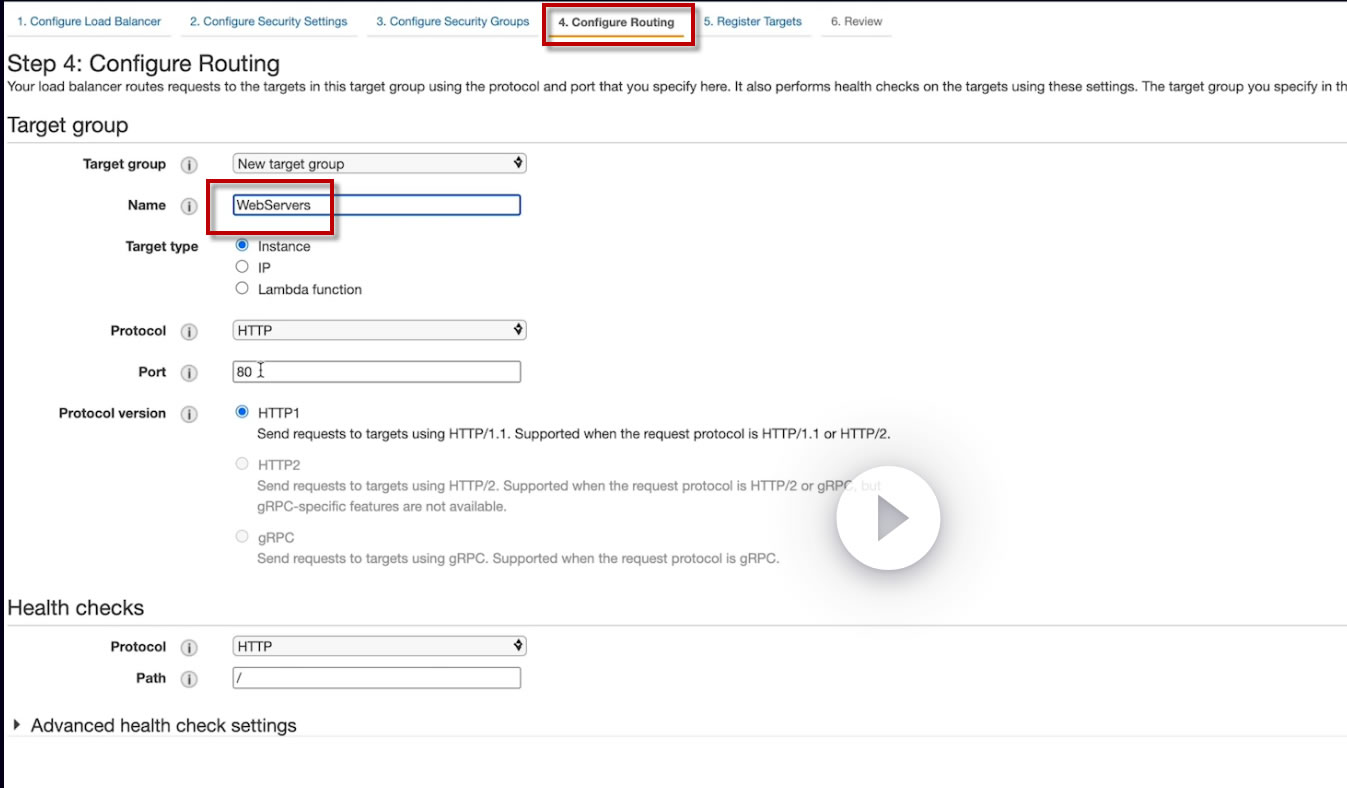 1. Configure Load Balancer 2. Configure Security Settings 3. Configure Security Groups 4. Configure Routing 5. Register Targets 6. Review
Step 4: Configure Routing
Your load balancer routes requests to the targets in this target group using the protocol and port that you specify here. It also performs health checks on the targets using these settings. The target group you specify in th
Target group
Target group i New target group
Name i WebServers
Target type Instance
IP
Lambda function
Protocol i HTTP
Port i 80
Protocol version i HTTP1
Send requests to targets using HTTP/1.1. Supported when the request protocol is HTTP/1.1 or HTTP/2.
HTTP2
Send requests to targets using HTTP/2. Supported when the request protocol is HTTP/2 or gRPC, but
gRPC-specific features are not available.
gRPC
Send requests to targets using gRPC. Supported when the request protocol is gRPC.
Health checks
Protocol i HTTP
Path i /
Advanced health check settings